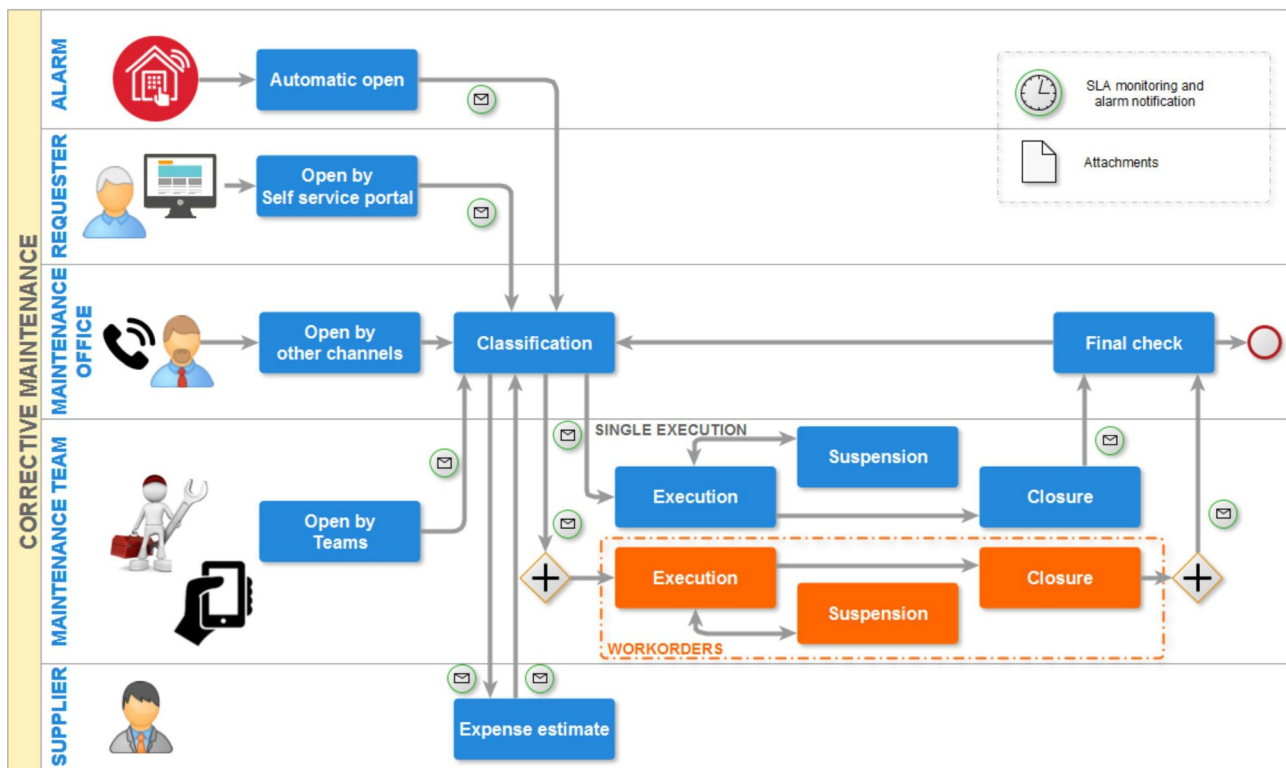 CORRECTIVE MAINTENANCE
ALARM
Automatic open
SLA monitoring and
alarm notification
Attachments
REQUESTER
Open by
Self service portal
MAINTENANCE
OFFICE
Open by
other channels
Classification
Final check
MAINTENANCE TEAM
Open by
Teams
SINGLE EXECUTION
Suspension
Execution
Closure
Execution
Closure
Suspension
WORKORDERS
SUPPLIER
Expense estimate